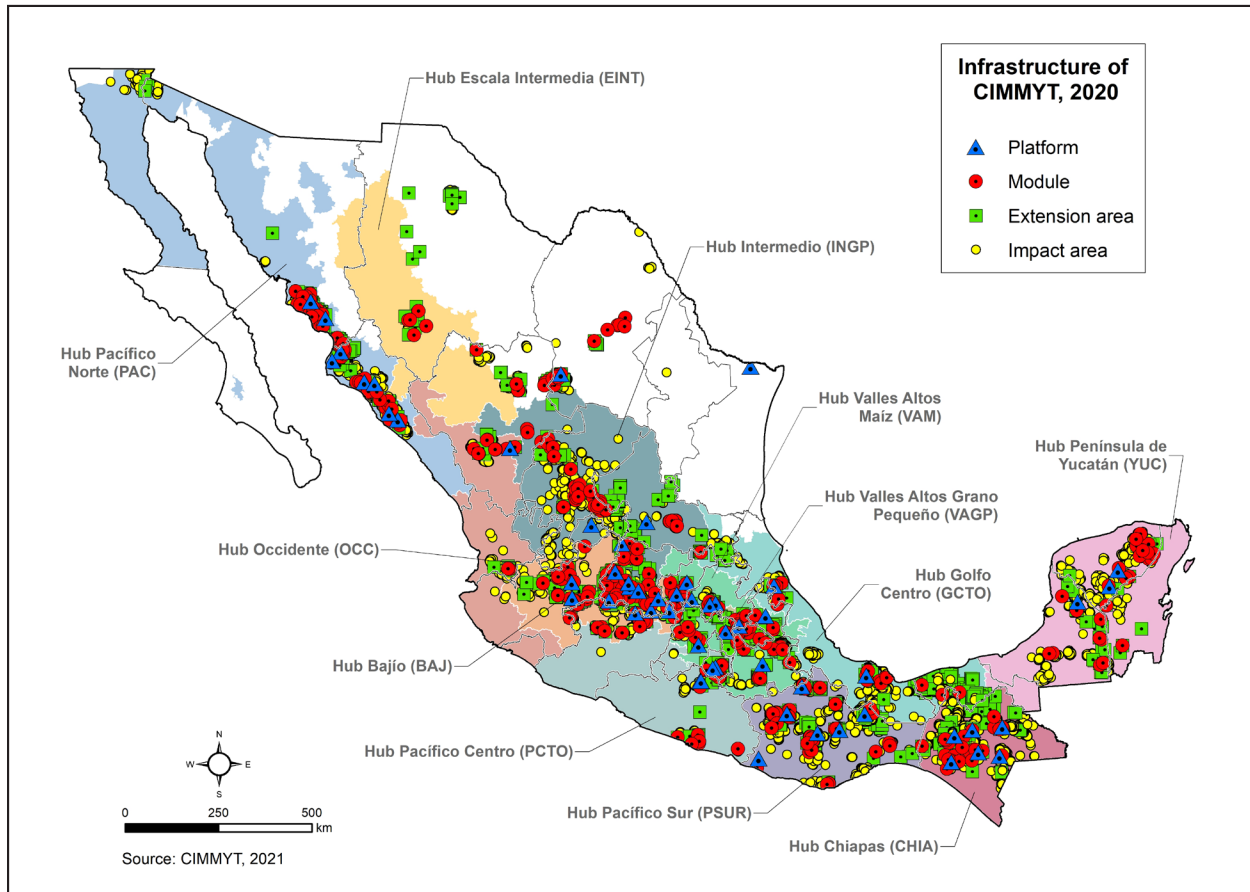 Infrastructure of
CIMMYT, 2020
Platform
Module
Extension area
Impact area
Hub Escala Intermedia (EINT)
Hub Intermedio (INGP)
Hub Pacífico
Norte (PAC)
Hub Valles Altos
Maíz (VAM)
Hub Península de
Yucatán (YUC)
Hub Valles Altos Grano
Pequeño (VAGP)
Hub Occidente (OCC)
Hub Golfo
Centro (GCTO)
Hub Bajío (BAJ)
Hub Pacífico Centro (PCTO)
Hub Pacífico Sur (PSUR)
Hub Chiapas (CHIA)
N
W E
S
0 250 500
km
Source: CIMMYT, 2021